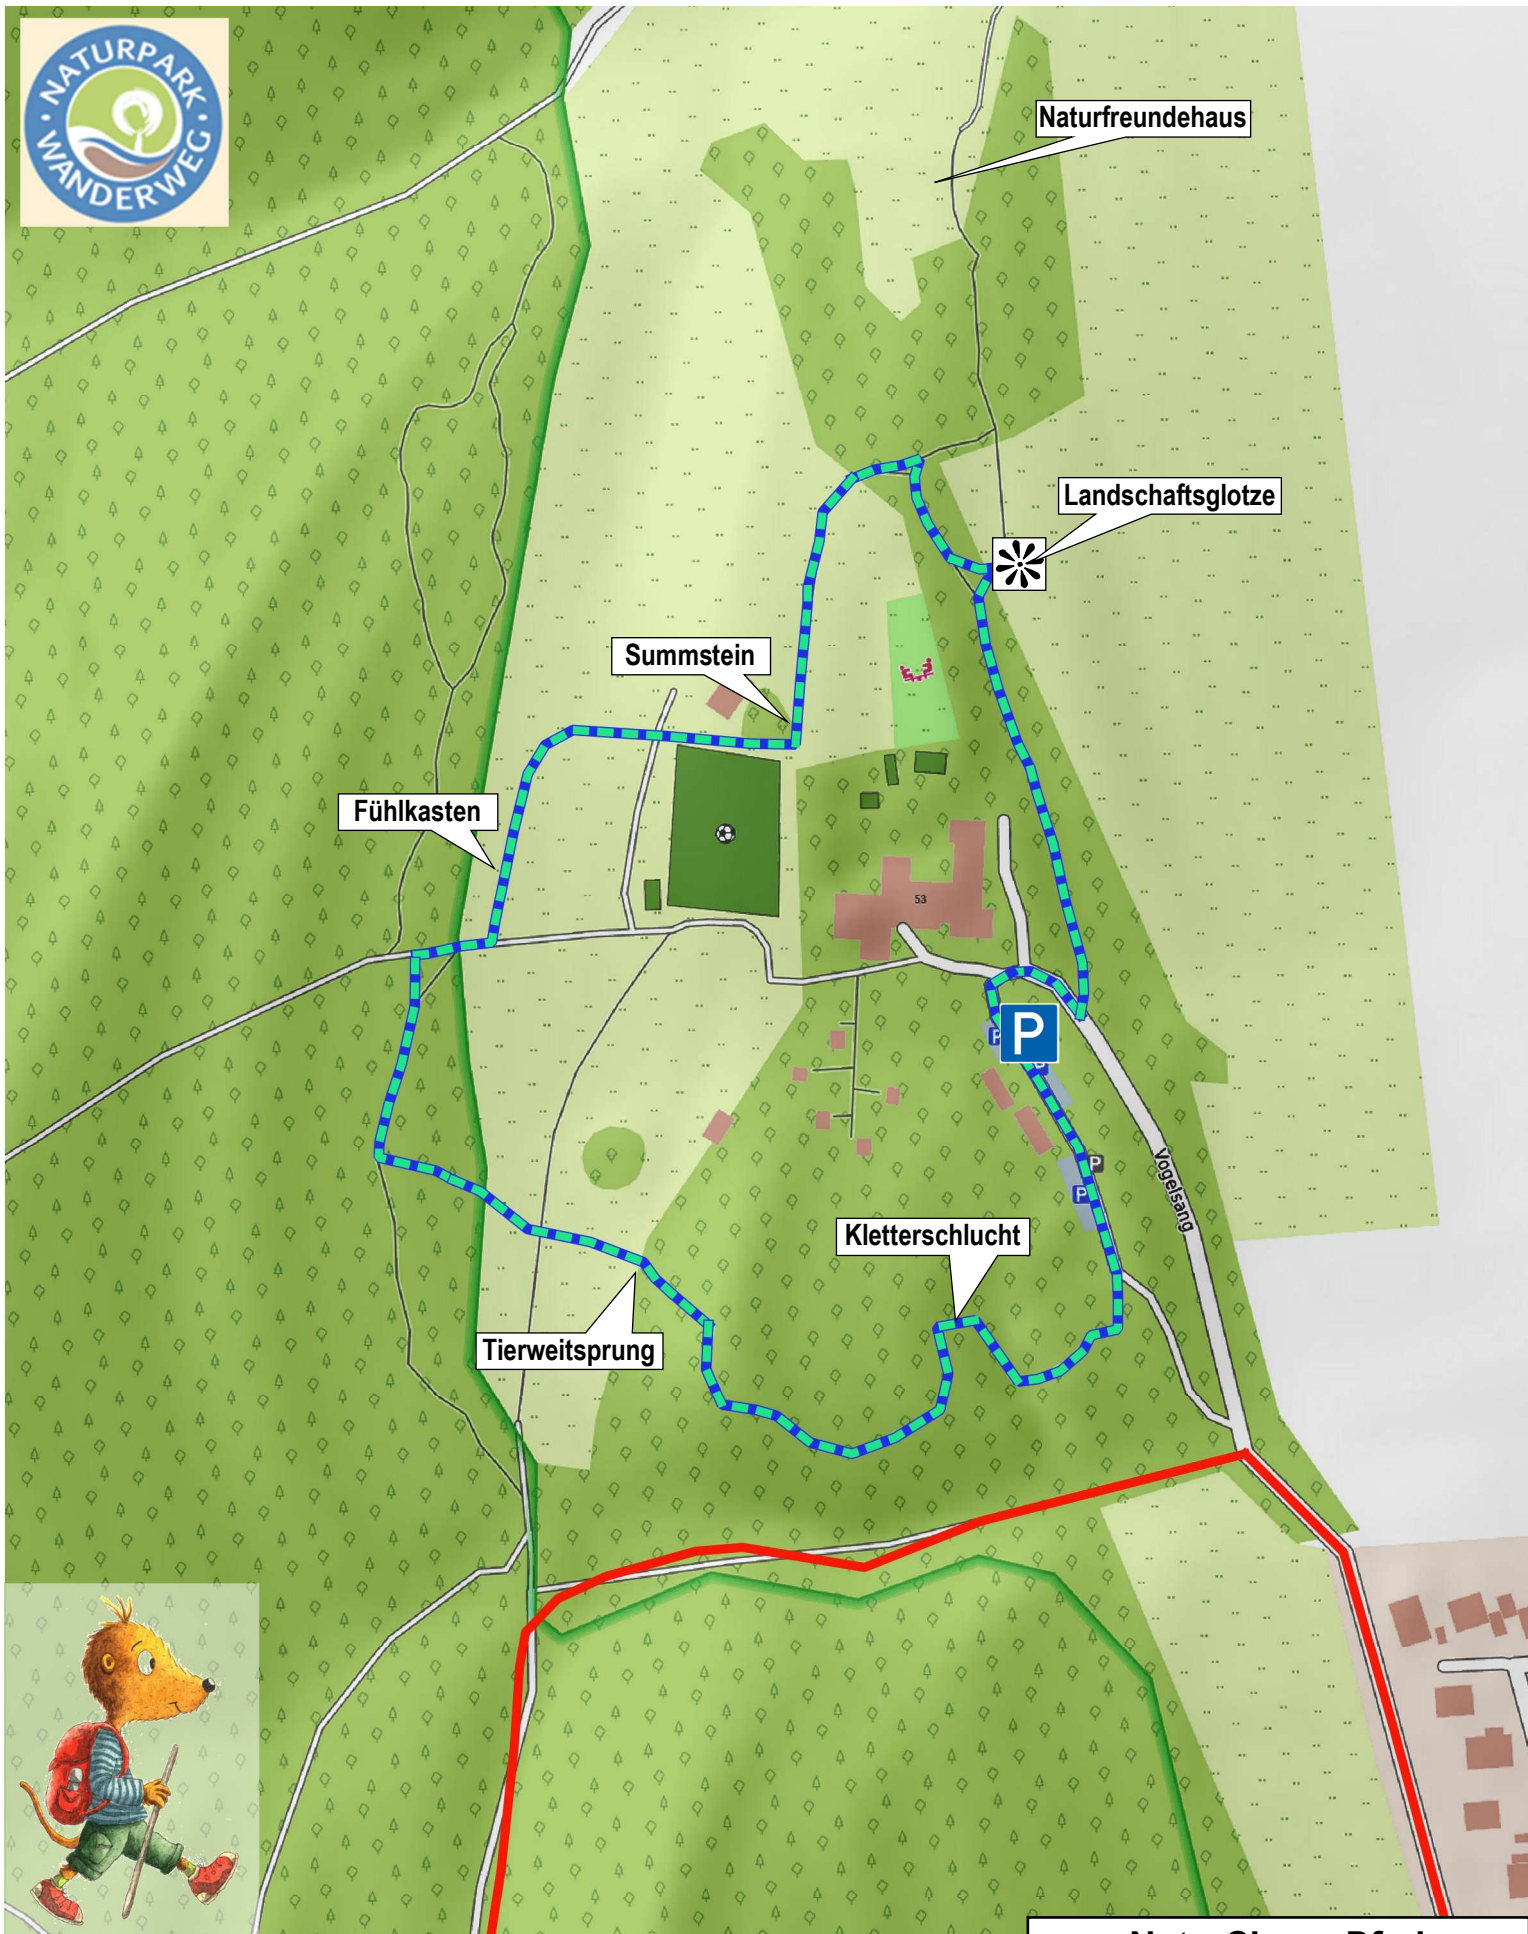 NATURPARK
WANDERWEG
Naturfreundehaus
Landschaftsglotze
Summstein
Fühlkasten
53
P
P
P
P
Vogelsang
Kletterschlucht
Tierweitsprung